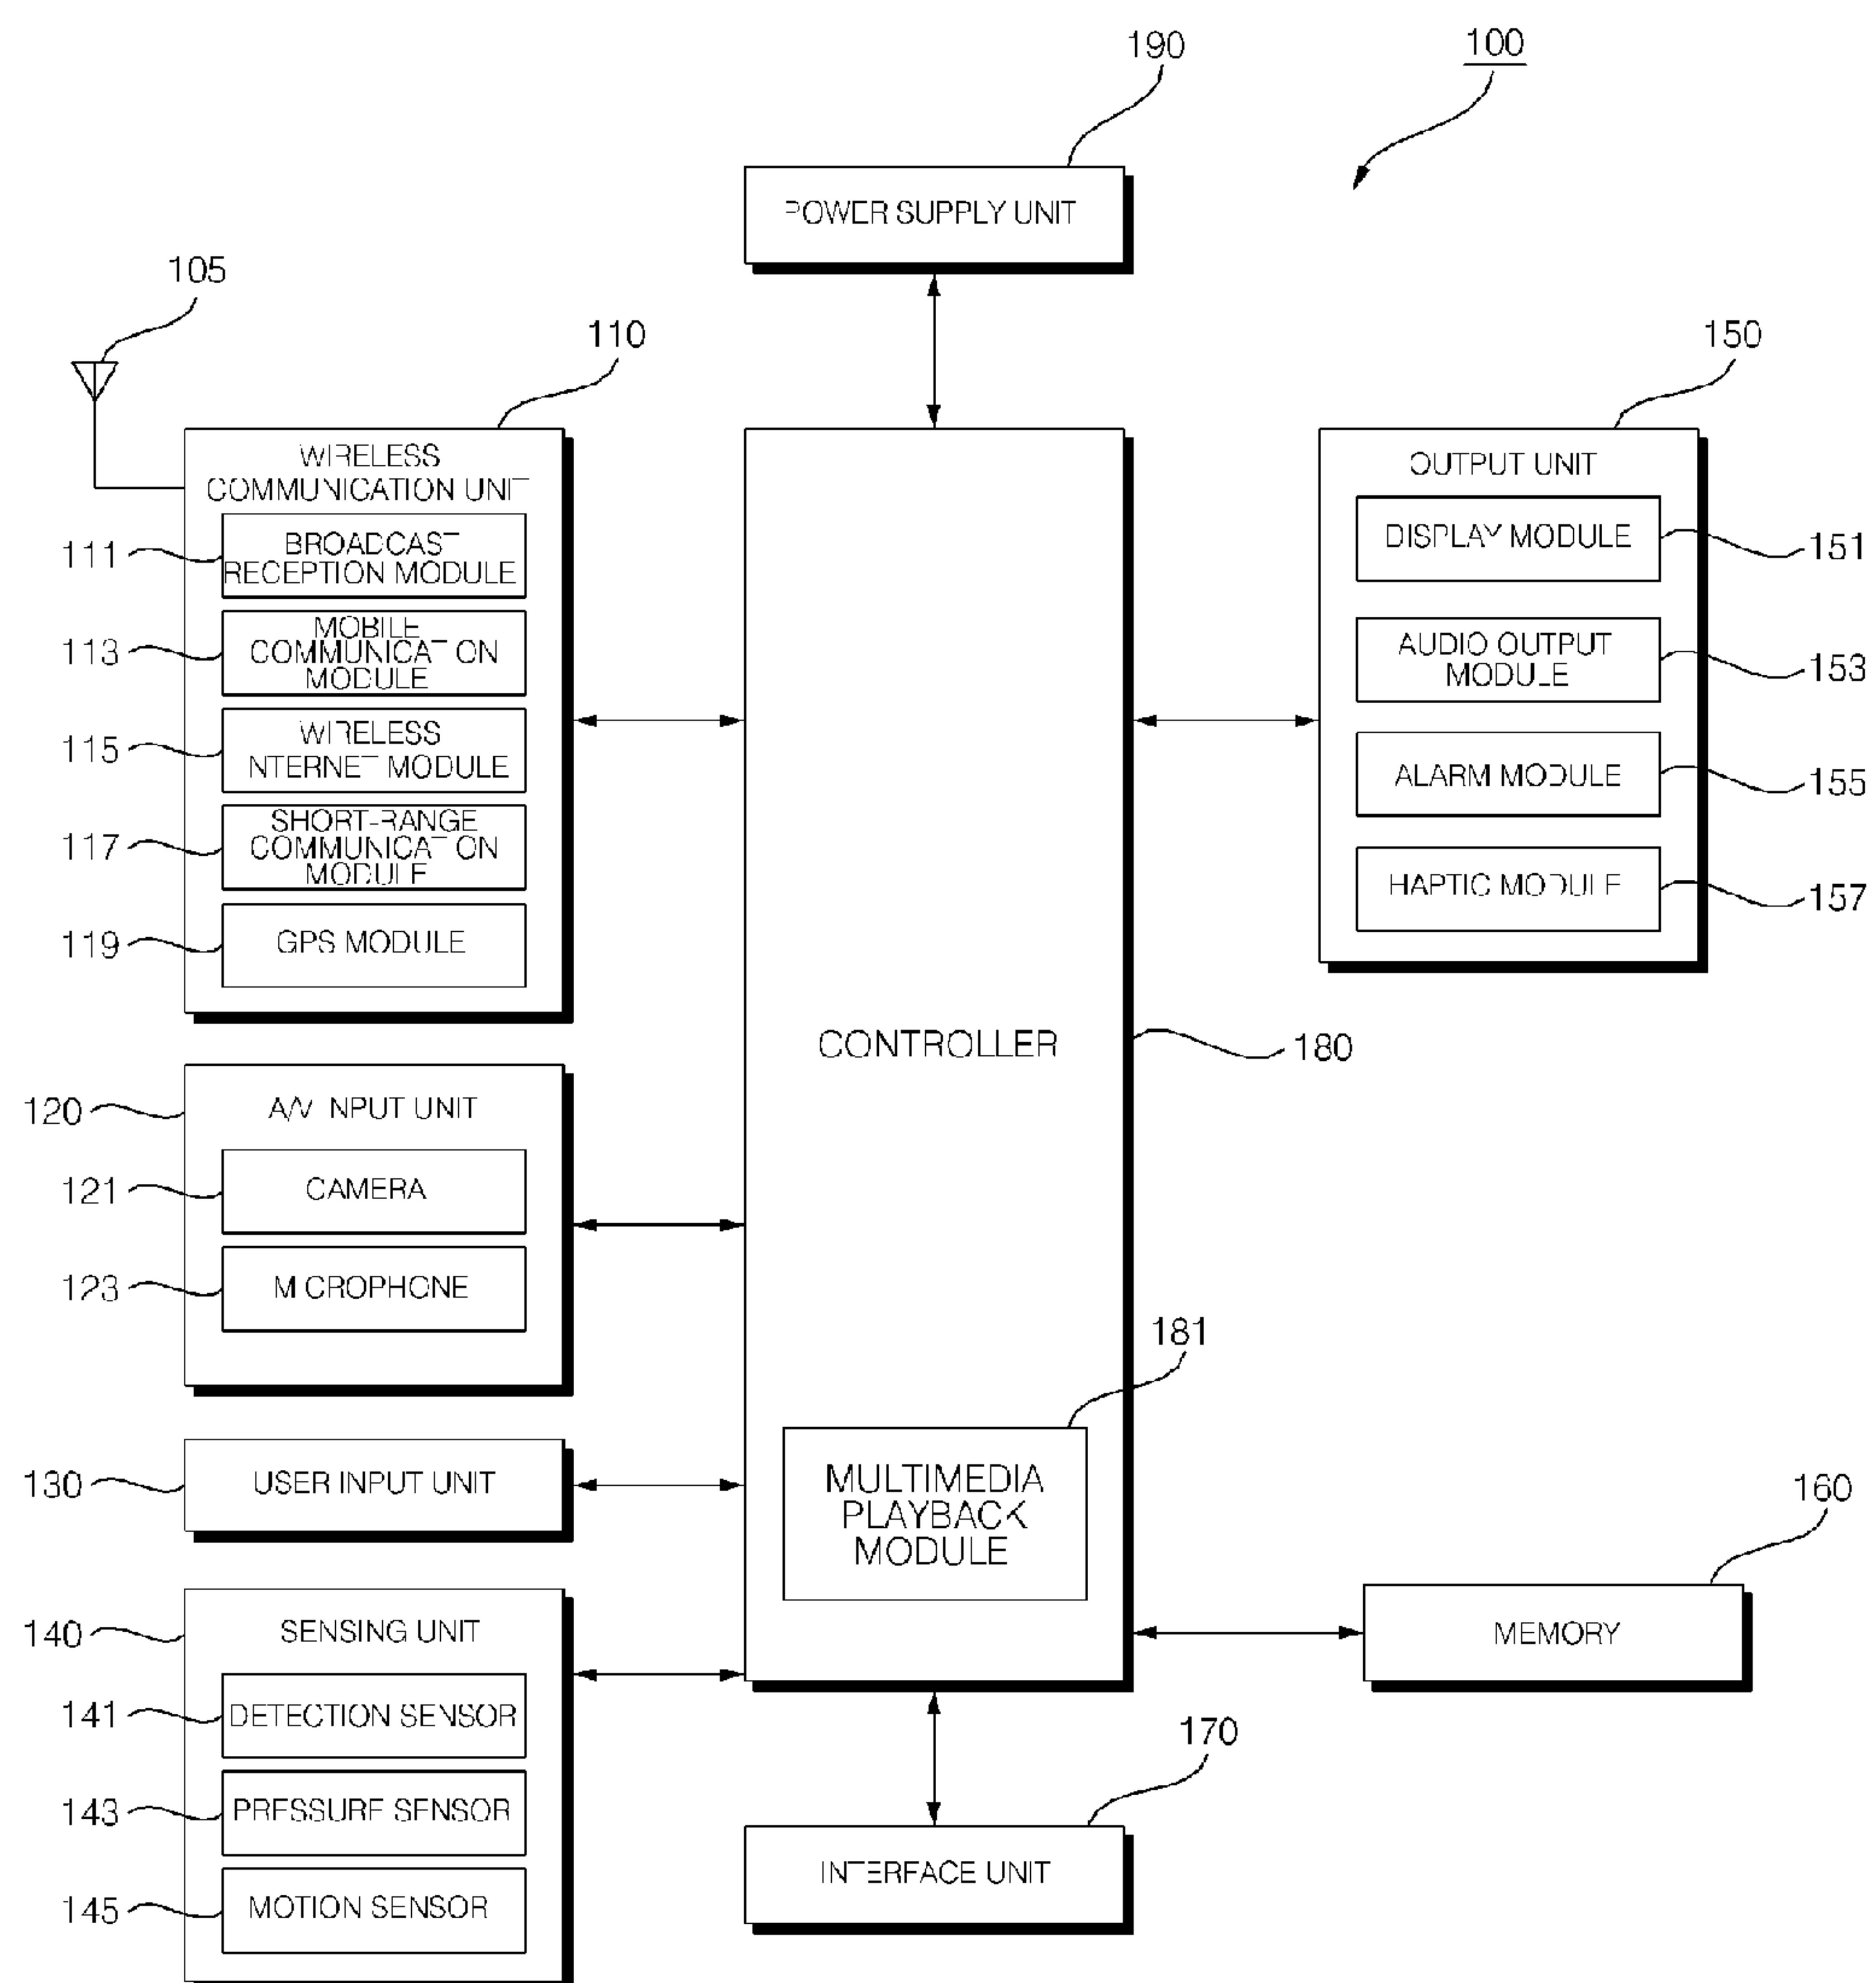 190
100
POWER SUPPLY UNIT
105
110
150
WIRELESS
COMMUNICATION UNIT
OUTPUT UNIT
111
BROADCAST
RECEPTION MODULE
DISPLAY MODULE
151
113
MOBILE
COMMUNICATION
MODULE
AUDIO OUTPUT
MODULE
153
115
WIRELESS
INTERNET MODULE
ALARM MODULE
155
117
SHORT-RANGE
COMMUNICATION
MODULE
HAPTIC MODULE
157
119
GPS MODULE
CONTROLLER
180
120
A/V INPUT UNIT
121
CAMERA
123
MICROPHONE
181
130
USER INPUT UNIT
MULTIMEDIA
PLAYBACK
MODULE
160
140
SENSING UNIT
MEMORY
141
DETECTION SENSOR
170
143
PRESSURE SENSOR
INTERFACE UNIT
145
MOTION SENSOR